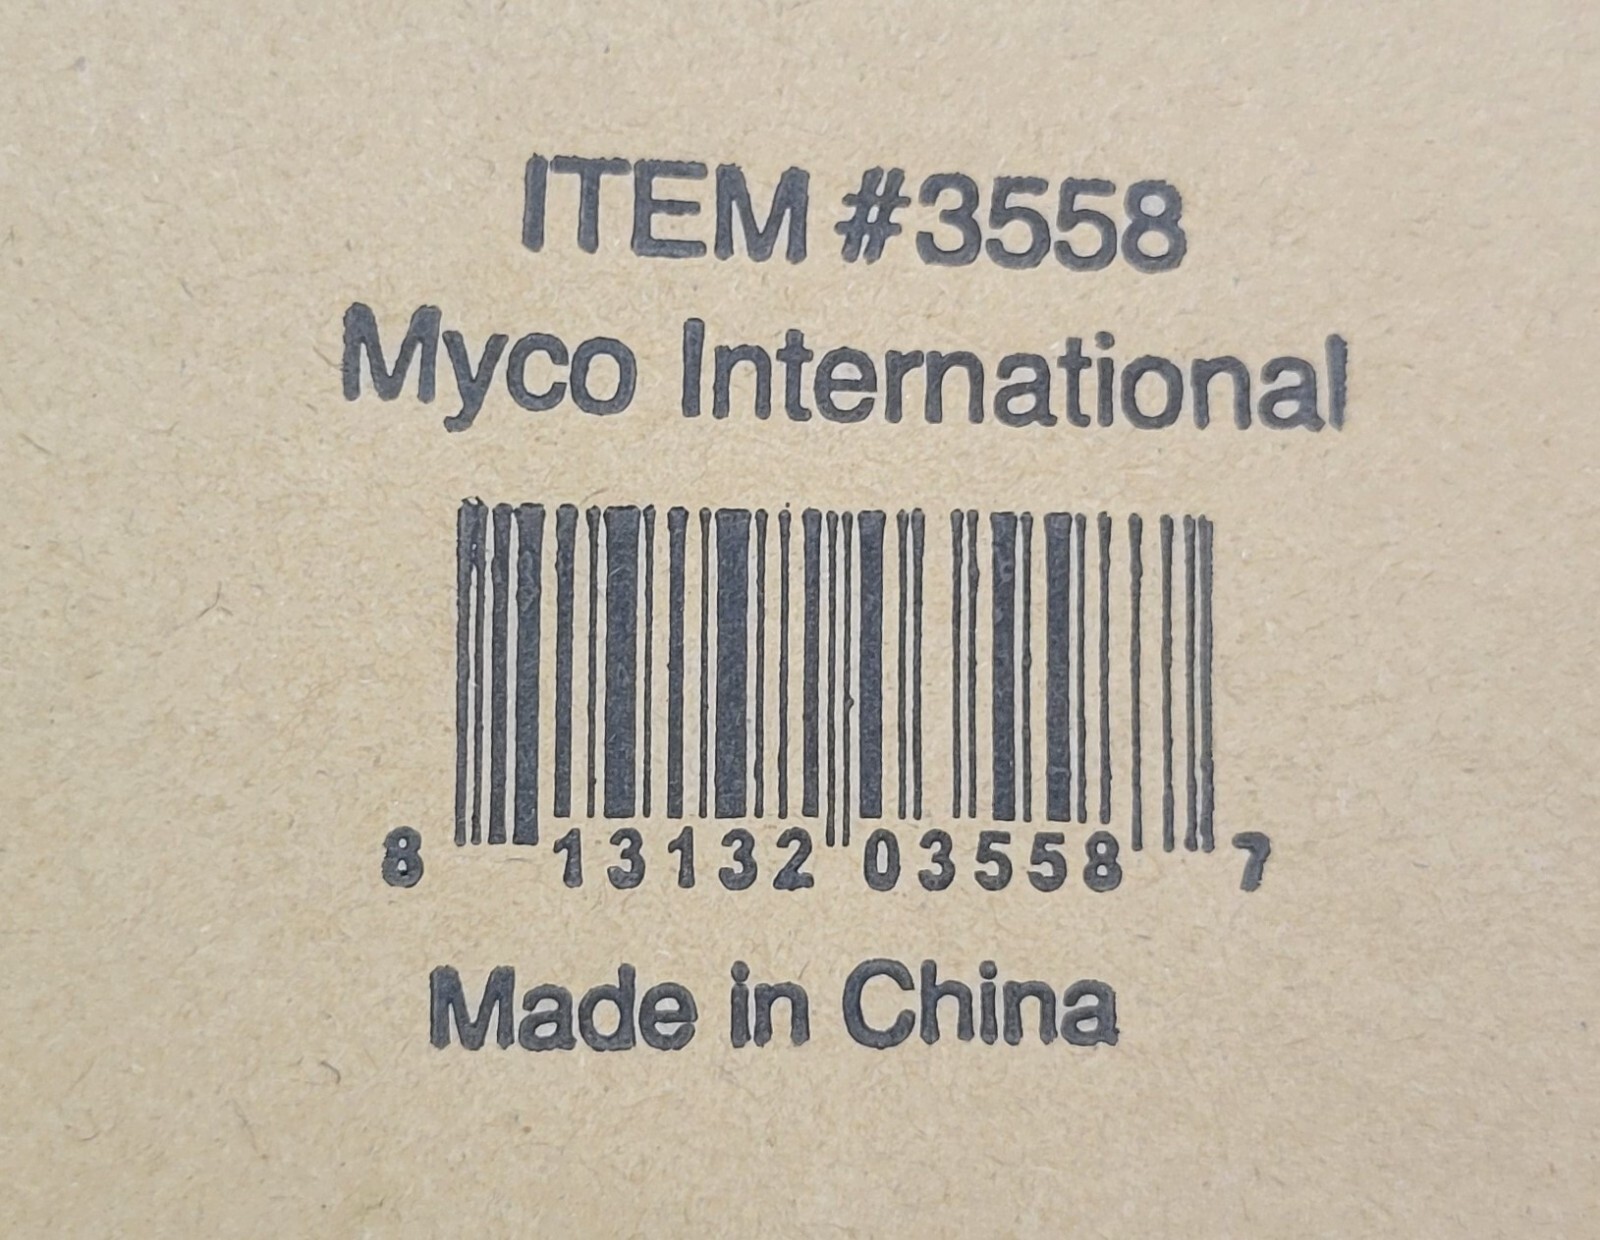 ITEM #3558
Myco International
8 13132 03558 7
Made in China